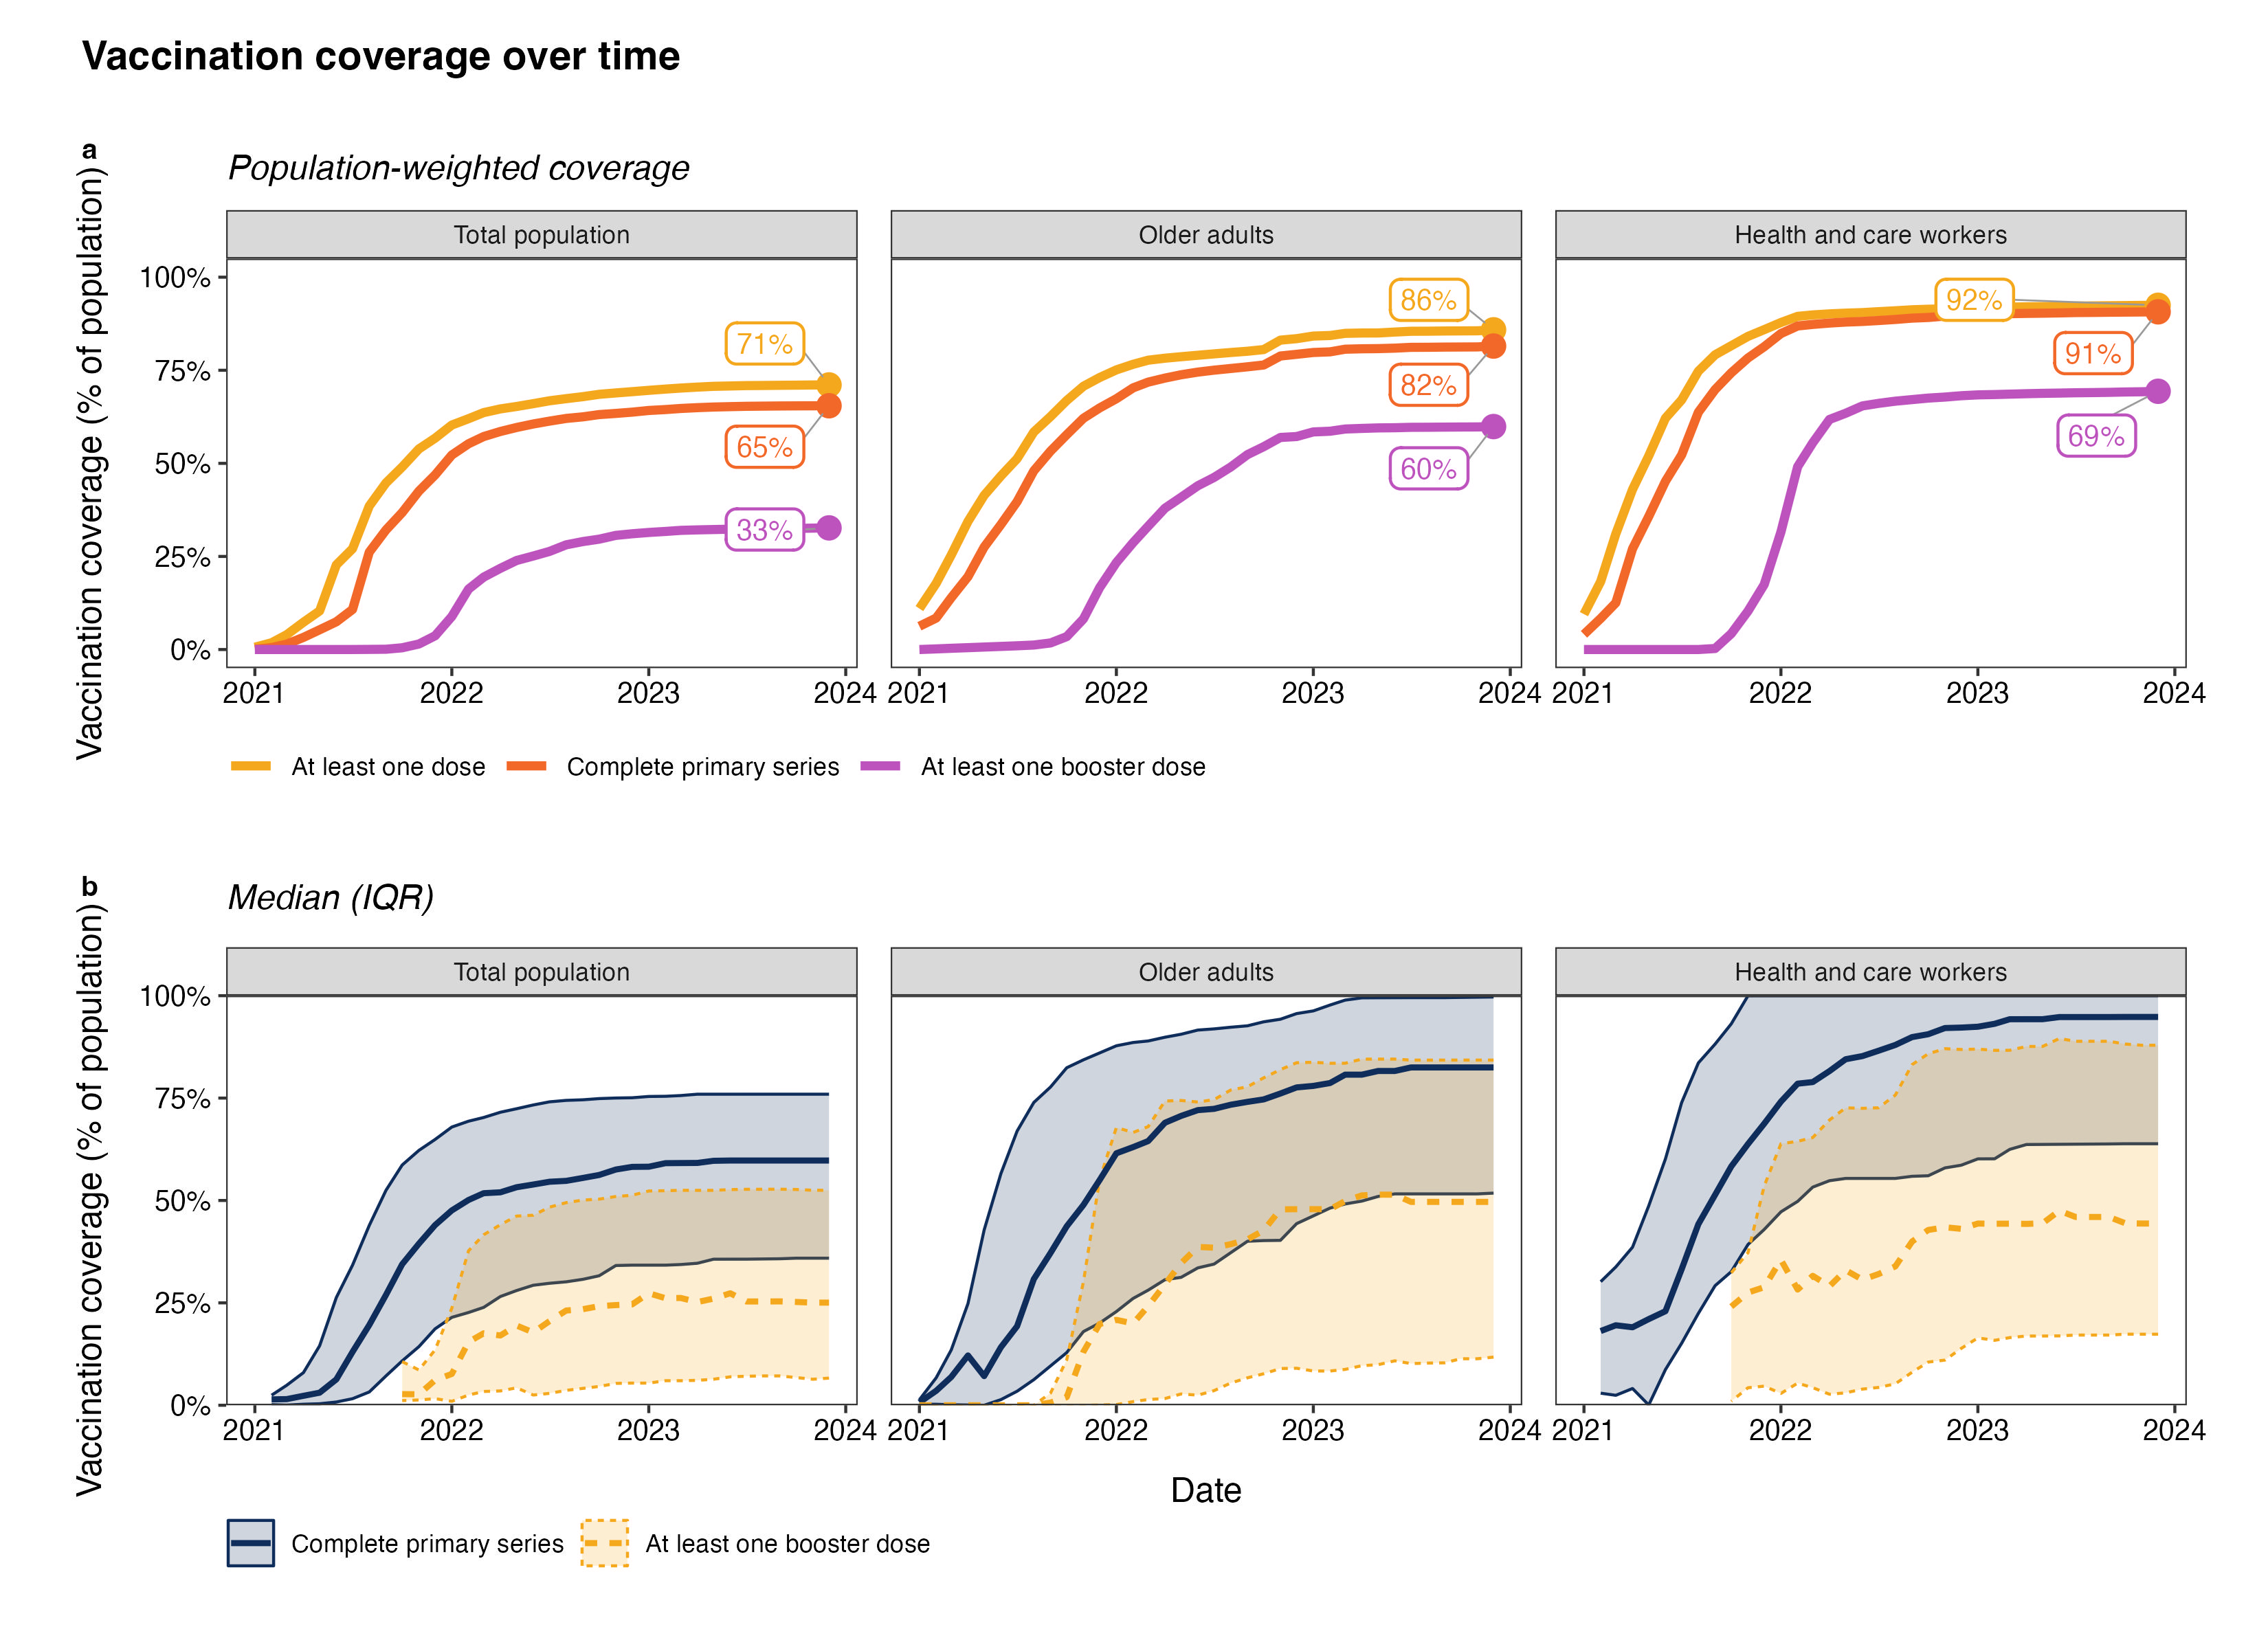 Vaccination coverage over time
a
Population-weighted coverage
Vaccination coverage (% of population)
Total population
Older adults
Health and care workers
100%
75%
50%
25%
0%
71%
65%
33%
86%
82%
60%
92%
91%
69%
2021 2022 2023 2024
2021 2022 2023 2024
2021 2022 2023 2024
At least one dose
Complete primary series
At least one booster dose
b
Median (IQR)
Vaccination coverage (% of population)
Total population
Older adults
Health and care workers
100%
75%
50%
25%
0%
2021 2022 2023 2024
2021 2022 2023 2024
2021 2022 2023 2024
Date
Complete primary series
At least one booster dose